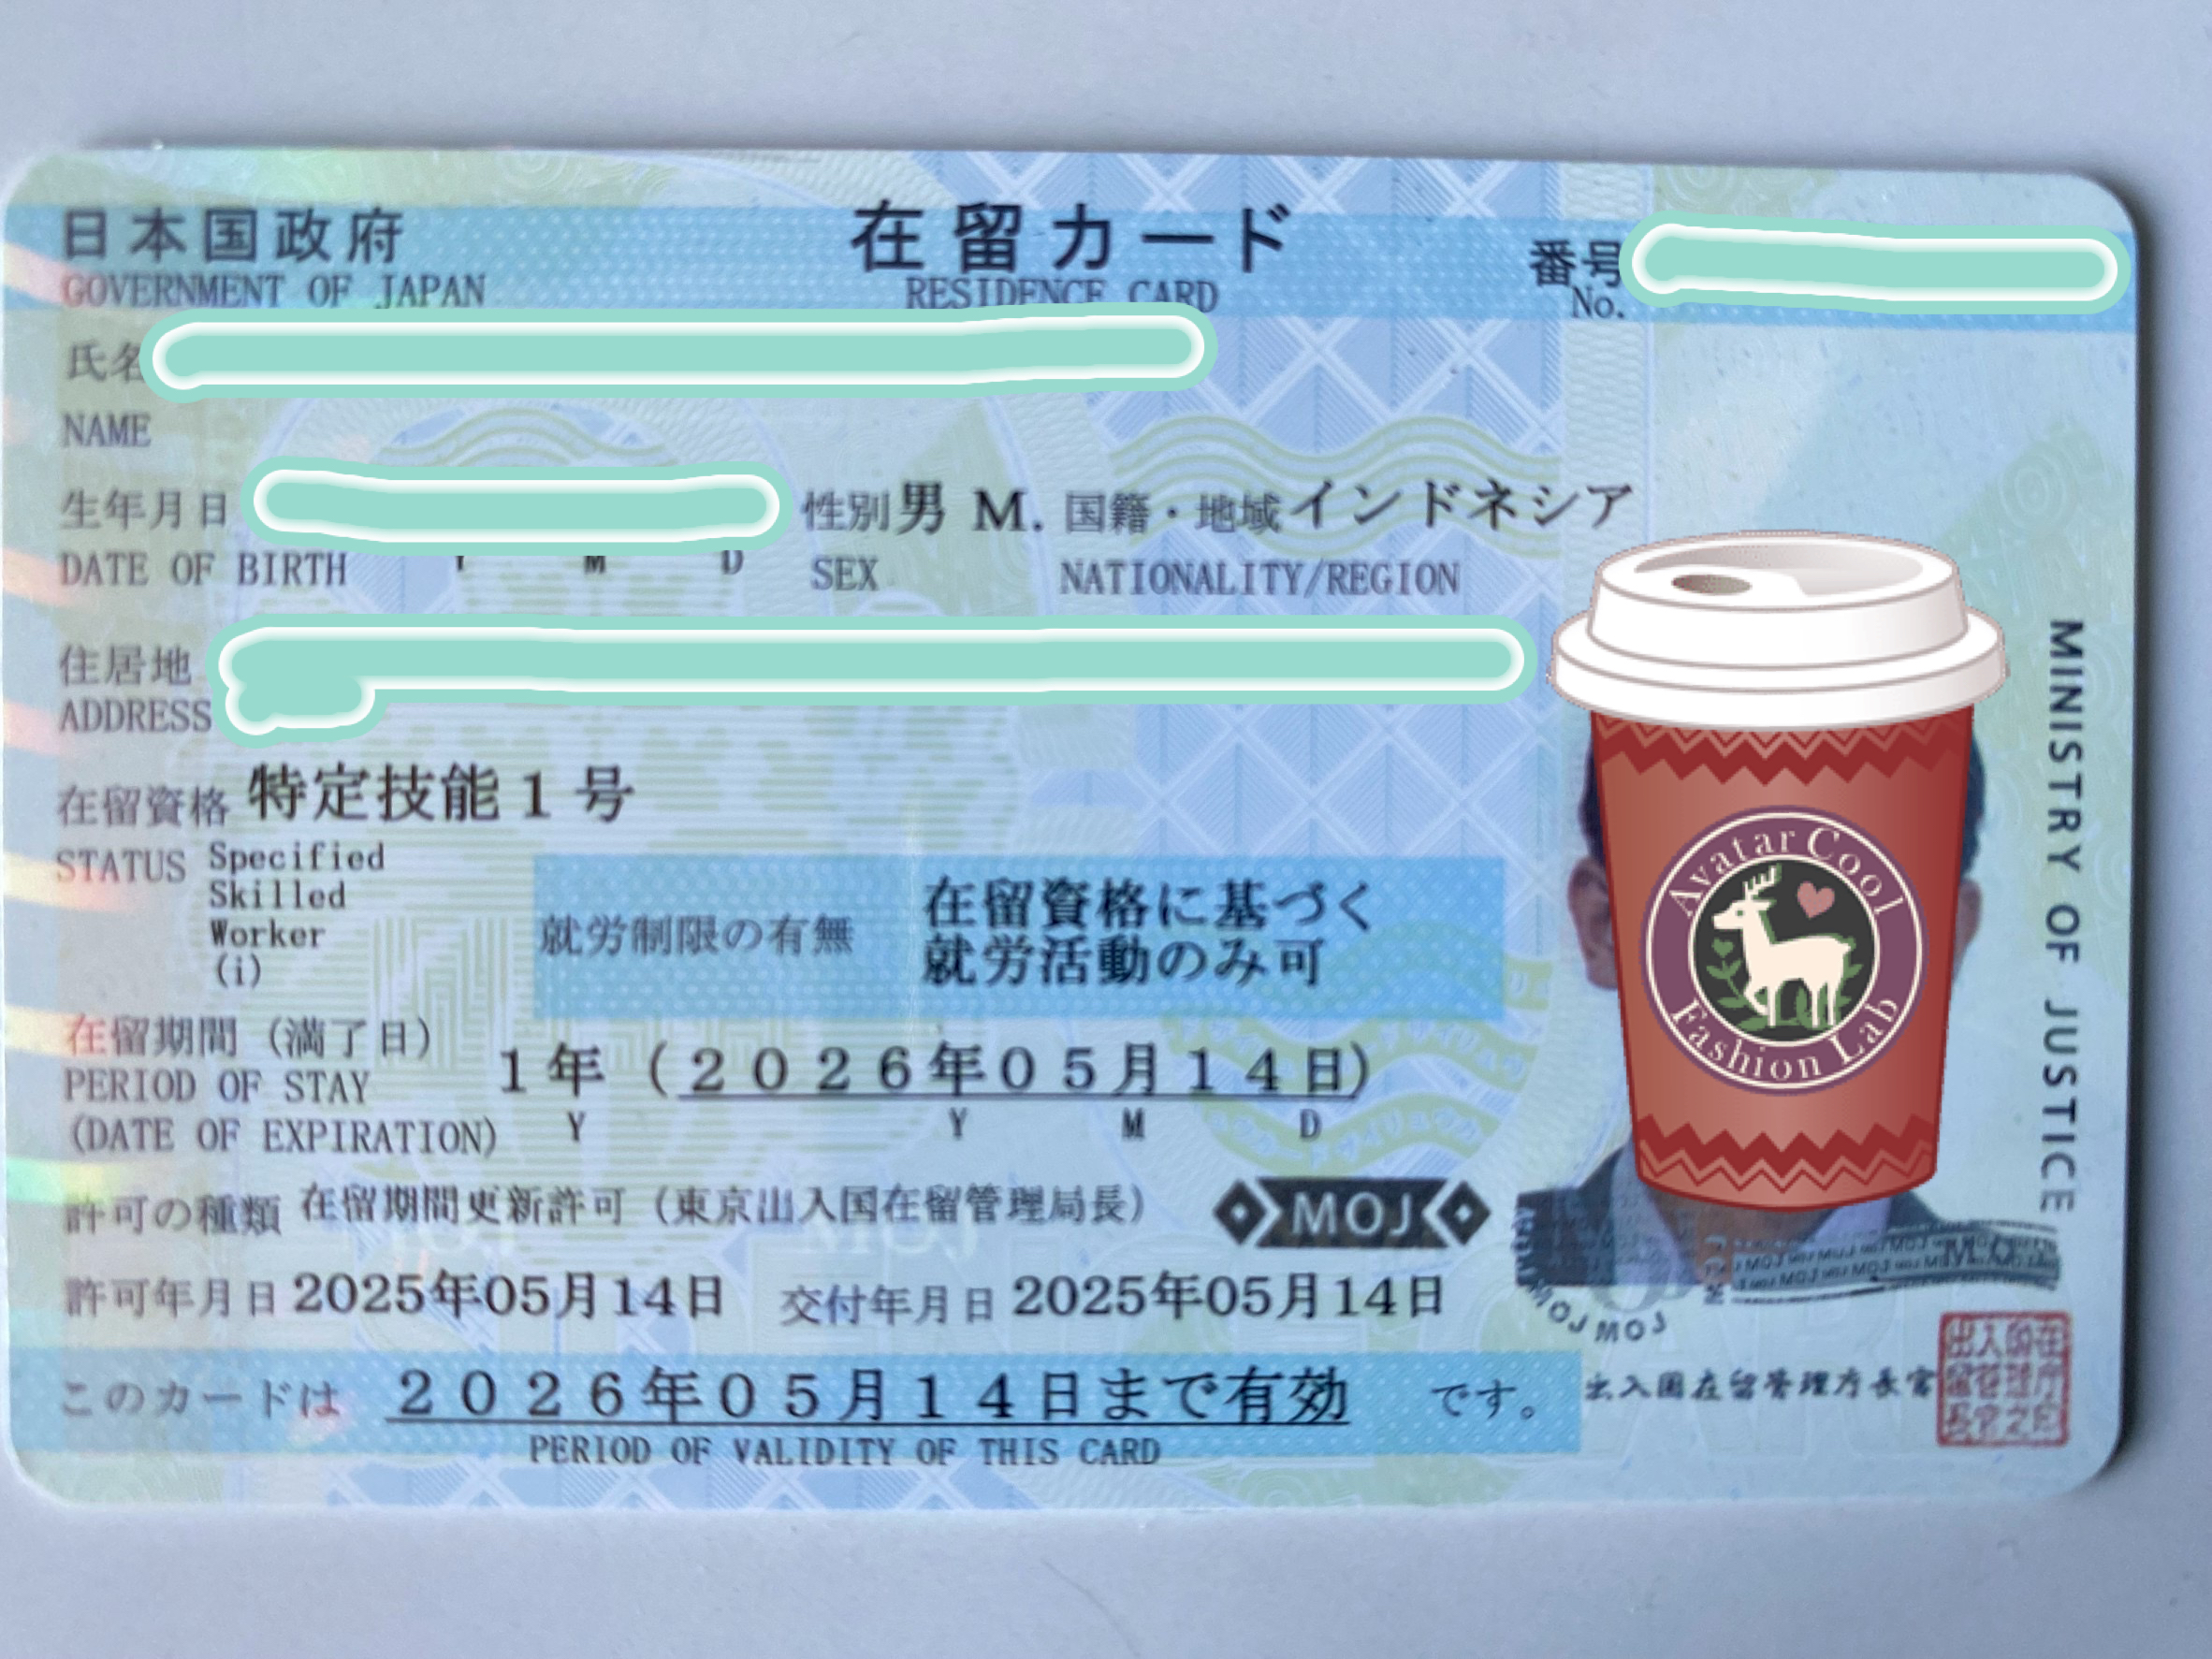 日本国政府 在留カード 番号
GOVERNMENT OF JAPAN RESIDENCE CARD No.
氏名
NAME
生年月日 性別 男 M. 国籍・地域 インドネシア
DATE OF BIRTH Y M D SEX NATIONALITY/REGION
住居地
ADDRESS
在留資格 特定技能1号
STATUS Specified
Skilled
Worker
(i)
就労制限の有無 在留資格に基づく
就労活動のみ可
在留期間（満了日）
PERIOD OF STAY
(DATE OF EXPIRATION)
1年（2026年05月14日）
Y Y M D
許可の種類 在留期間更新許可（東京出入国在留管理局長）
MOJ
許可年月日 2025年05月14日 交付年月日 2025年05月14日
このカードは 2026年05月14日まで有効 です。
PERIOD OF VALIDITY OF THIS CARD
Avatar Cool
Fashion Lab
MINISTRY OF JUSTICE
MOJ MOJ
出入国在留管理庁長官